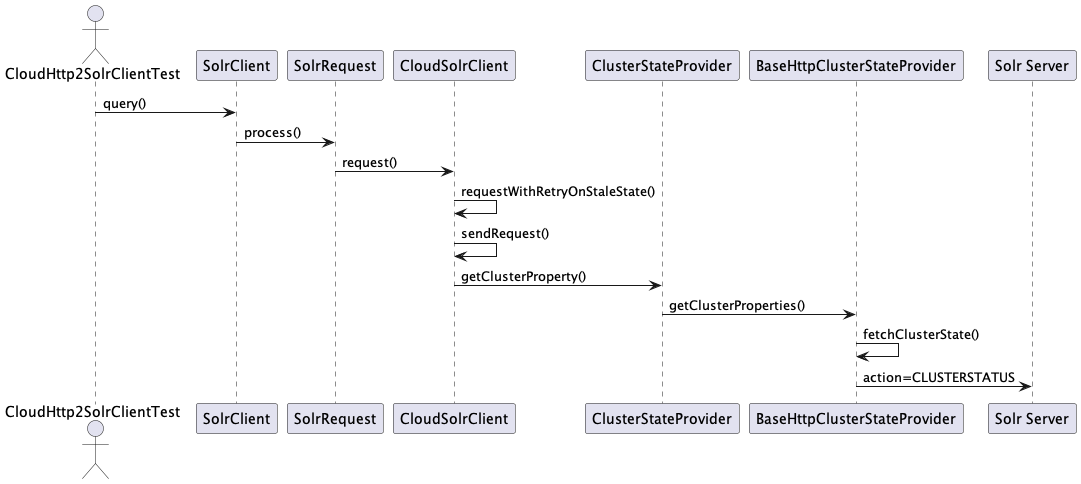 CloudHttp2SolrClientTest
SolrClient
SolrRequest
CloudSolrClient
ClusterStateProvider
BaseHttpClusterStateProvider
Solr Server
query()
process()
request()
requestWithRetryOnStaleState()
sendRequest()
getClusterProperty()
getClusterProperties()
fetchClusterState()
action=CLUSTERSTATUS
CloudHttp2SolrClientTest
SolrClient
SolrRequest
CloudSolrClient
ClusterStateProvider
BaseHttpClusterStateProvider
Solr Server